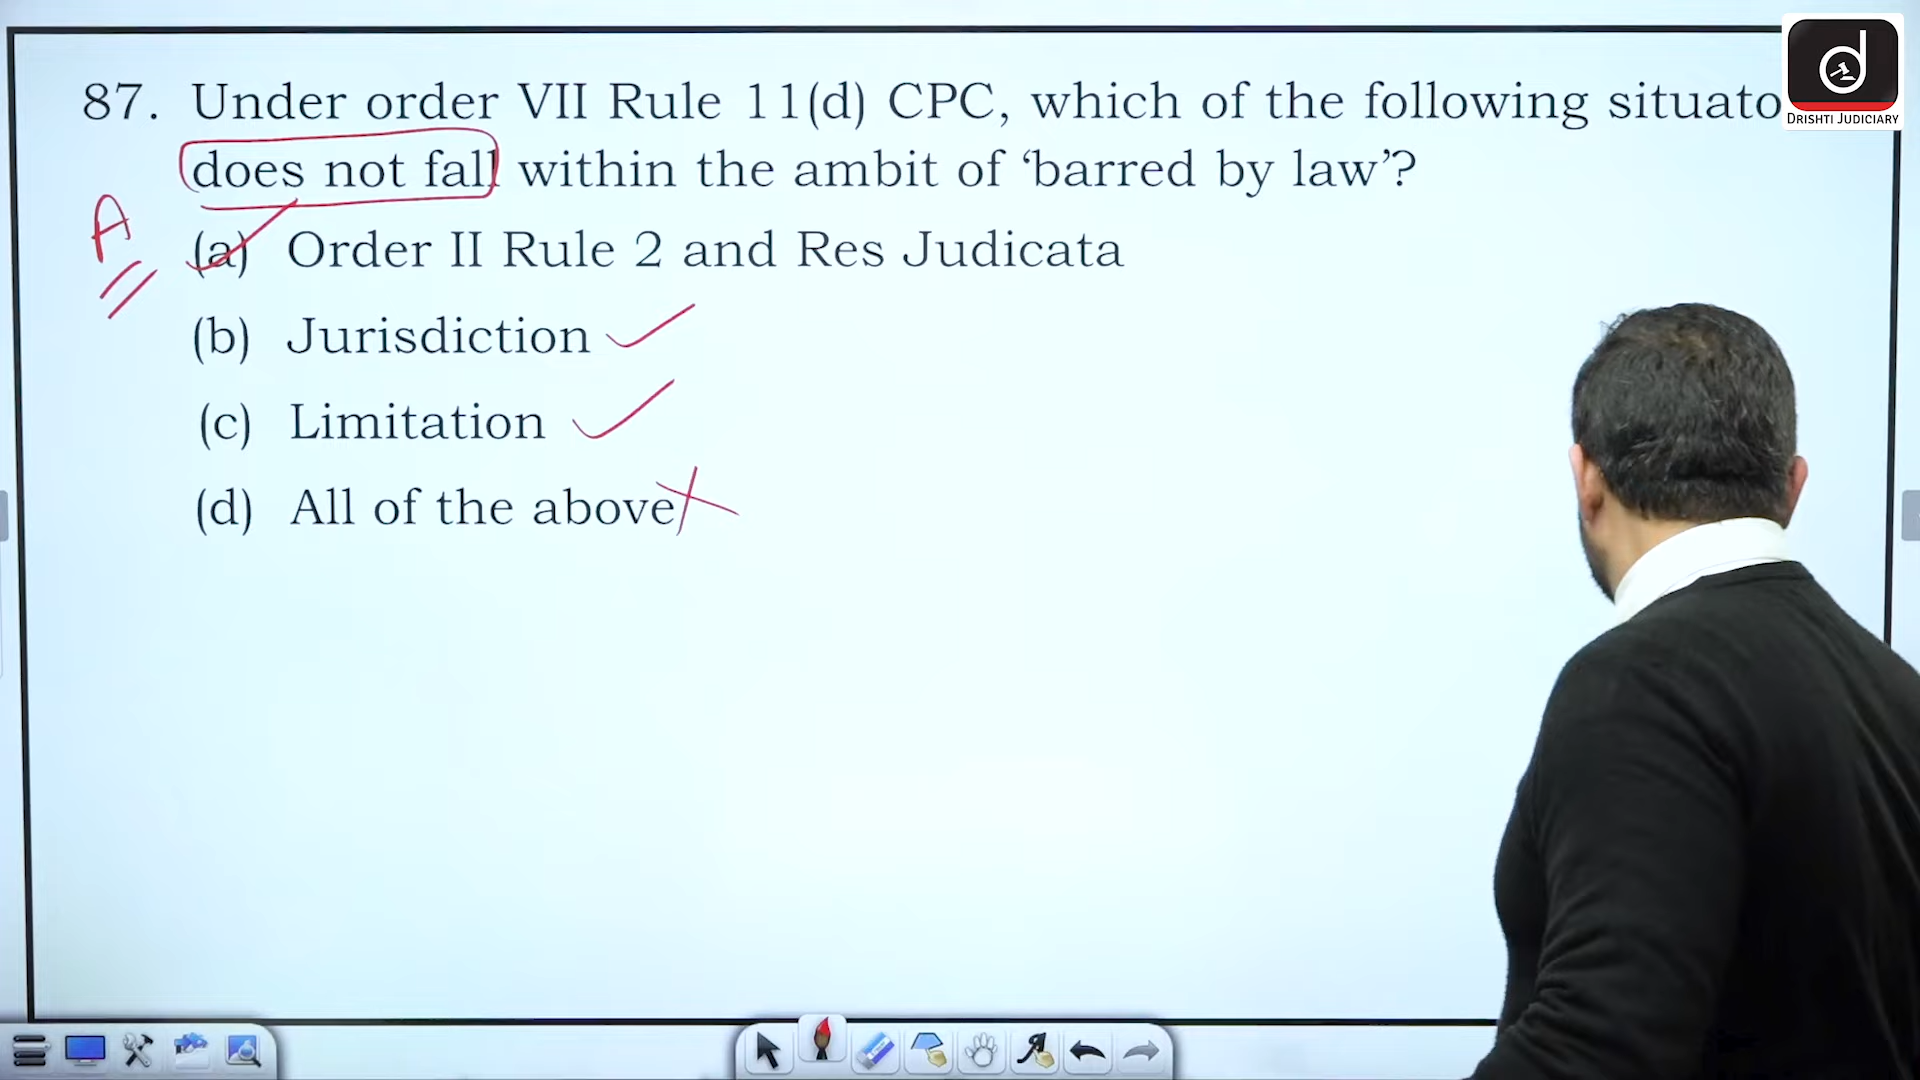 87. Under order VII Rule 11(d) CPC, which of the following situato
DRISHTI JUDICIARY
does not fall within the ambit of ‘barred by law’?
A
(a) Order II Rule 2 and Res Judicata
(b) Jurisdiction
(c) Limitation
(d) All of the above